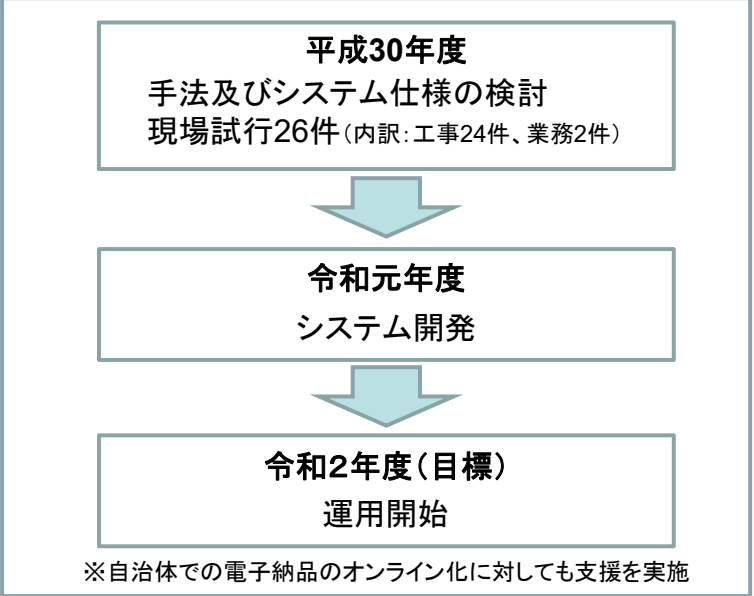 平成30年度
手法及びシステム仕様の検討
現場試行26件(内訳:工事24件、業務2件)
令和元年度
システム開発
令和2年度(目標)
運用開始
※自治体での電子納品のオンライン化に対しても支援を実施